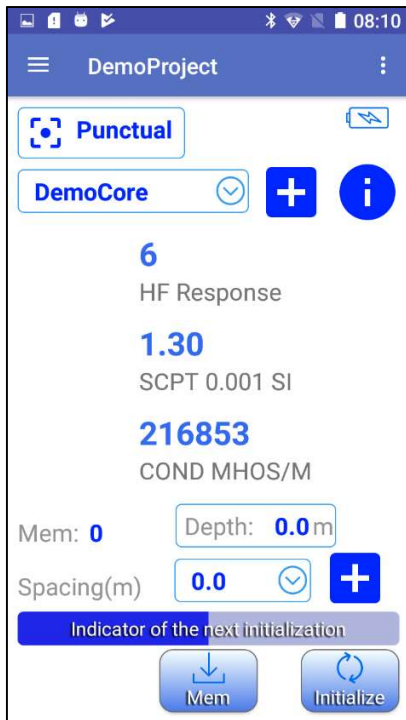 08:10
DemoProject
Punctual
DemoCore
6
HF Response
1.30
SCPT 0.001 SI
216853
COND MHOS/M
Mem: 0 Depth: 0.0 m
Spacing(m) 0.0
Indicator of the next initialization
Mem Initialize